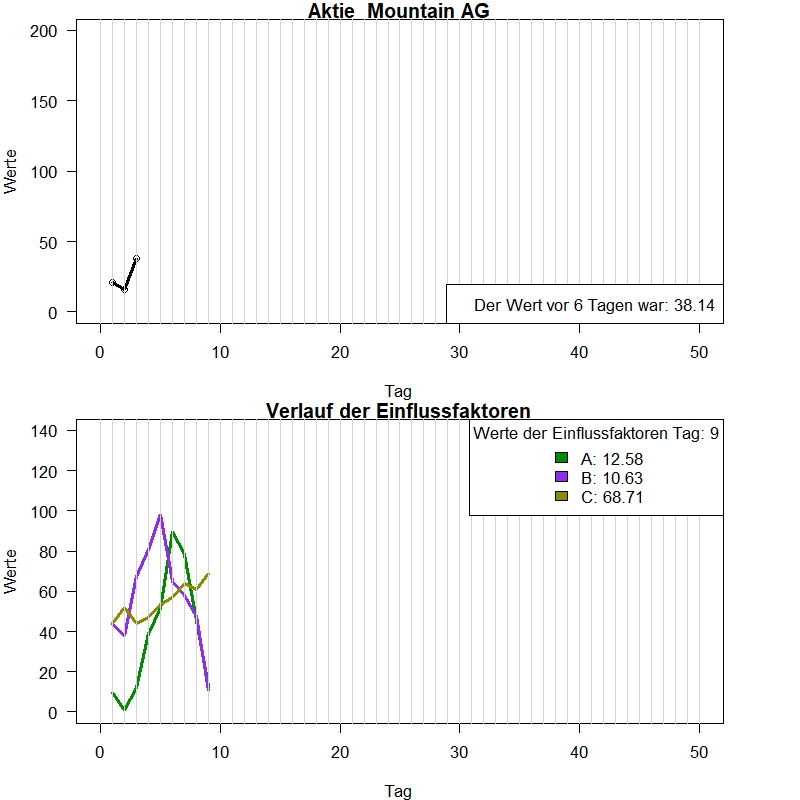 Aktie  Mountain AG
Werte
200
150
100
50
0
Der Wert vor 6 Tagen war: 38.14
0 10 20 30 40 50
Tag
Verlauf der Einflussfaktoren
Werte
140
120
100
80
60
40
20
0
Werte der Einflussfaktoren Tag: 9
A: 12.58
B: 10.63
C: 68.71
0 10 20 30 40 50
Tag